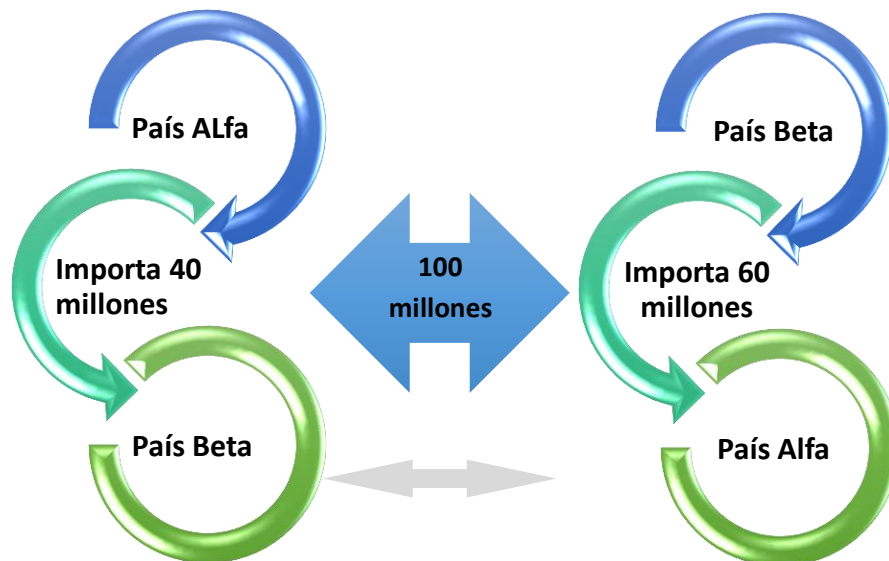 País ALfa
Importa 40
millones
País Beta
100
millones
País Beta
Importa 60
millones
País Alfa